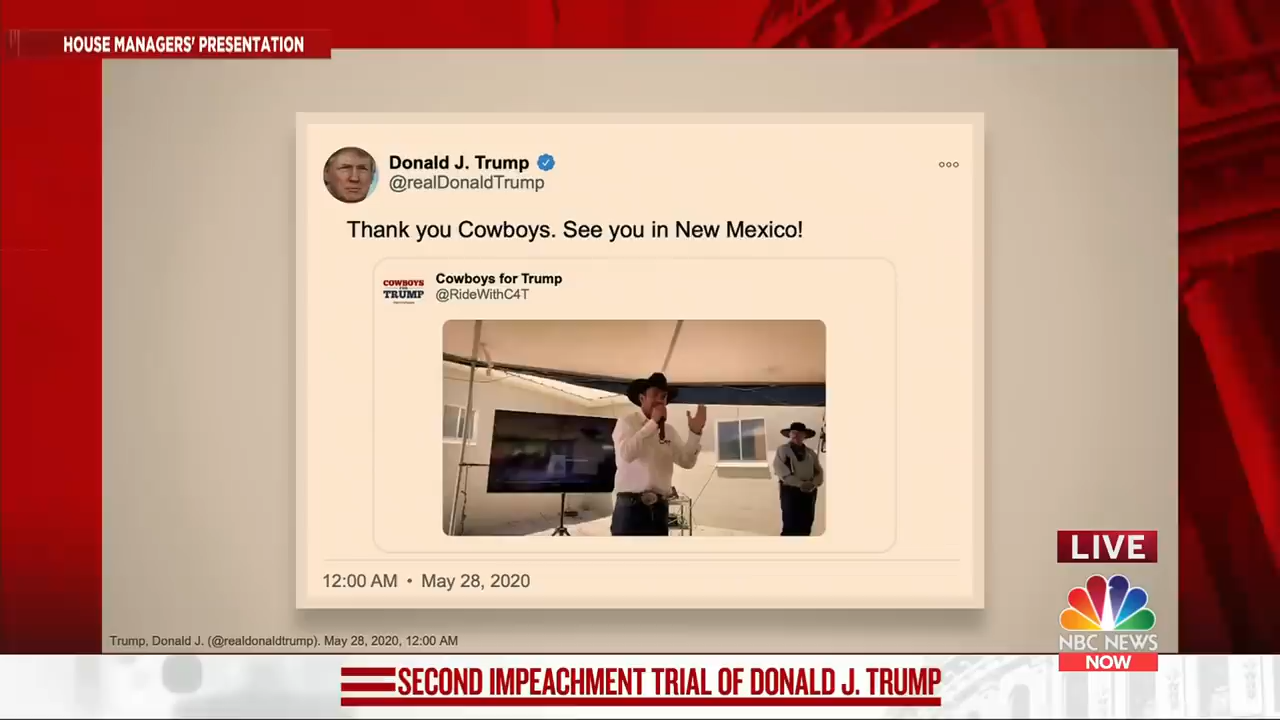 HOUSE MANAGERS' PRESENTATION
Donald J. Trump
@realDonaldTrump
Thank you Cowboys. See you in New Mexico!
COWBOYS
FOR
TRUMP
Cowboys for Trump
@RideWithC4T
12:00 AM • May 28, 2020
Trump, Donald J. (@realdonaldtrump). May 28, 2020, 12:00 AM
LIVE
NBC NEWS
NOW
SECOND IMPEACHMENT TRIAL OF DONALD J. TRUMP